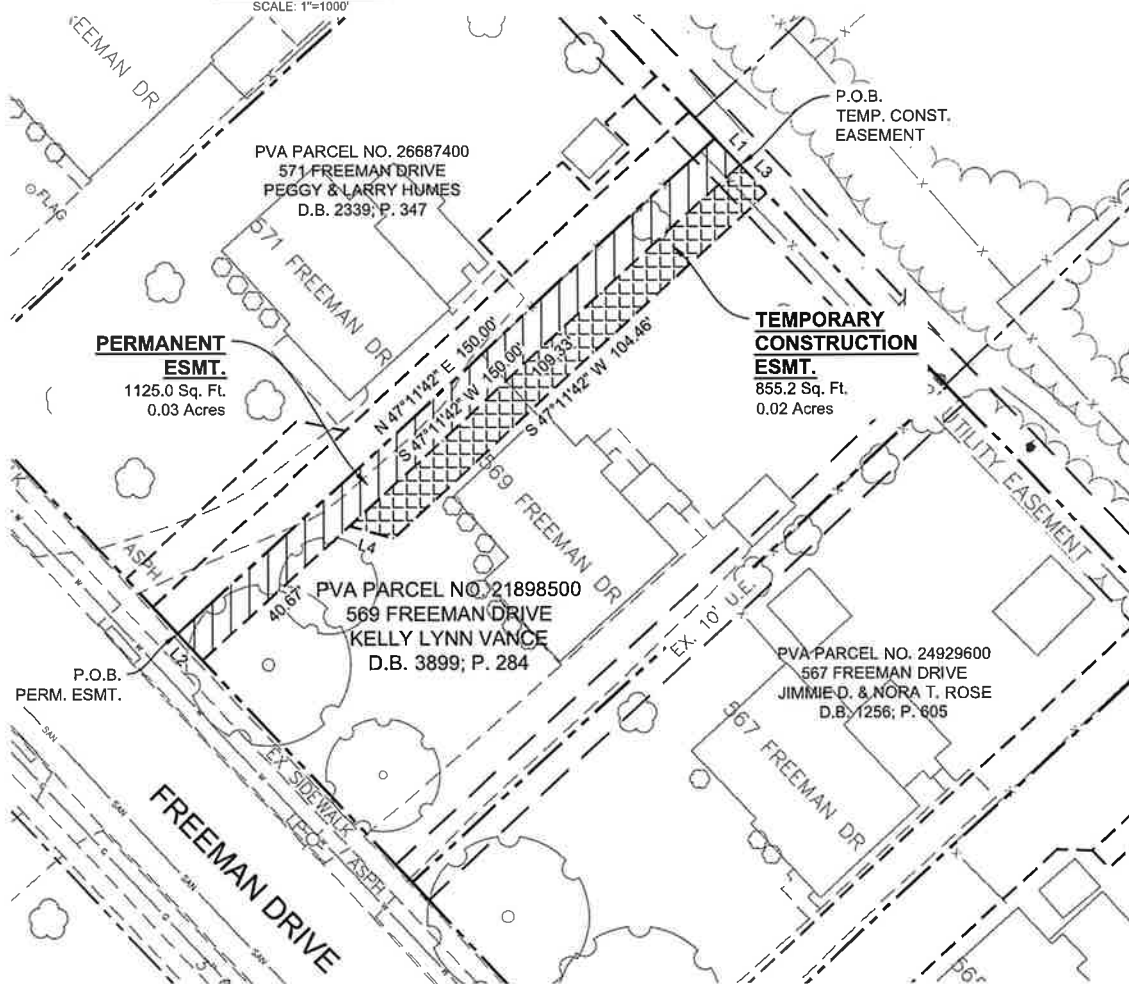 SCALE: 1"=1000'
FREEMAN DR
FLAG
PVA PARCEL NO. 26687400
571 FREEMAN DRIVE
PEGGY & LARRY HUMES
D.B. 2339; P. 347
P.O.B.
TEMP. CONST.
EASEMENT
L1
L3
571 FREEMAN DR
PERMANENT
ESMT.
1125.0 Sq. Ft.
0.03 Acres
N 47°11'42" E 150.00'
S 47°11'42" W 150.00'
109.33'
S 47°11'42" W 104.46'
TEMPORARY
CONSTRUCTION
ESMT.
855.2 Sq. Ft.
0.02 Acres
UTILITY EASEMENT
569 FREEMAN DR
L4
40.67'
ASPH
PVA PARCEL NO. 21898500
569 FREEMAN DRIVE
KELLY LYNN VANCE
D.B. 3899; P. 284
EX. 10' U.E.
L2
P.O.B.
PERM. ESMT.
PVA PARCEL NO. 24929600
567 FREEMAN DRIVE
JIMMIE D. & NORA T. ROSE
D.B. 1256; P. 605
567 FREEMAN DR
EX SIDEWALK
ASPH
SAN
SAN
SAN
SAN
FREEMAN DRIVE